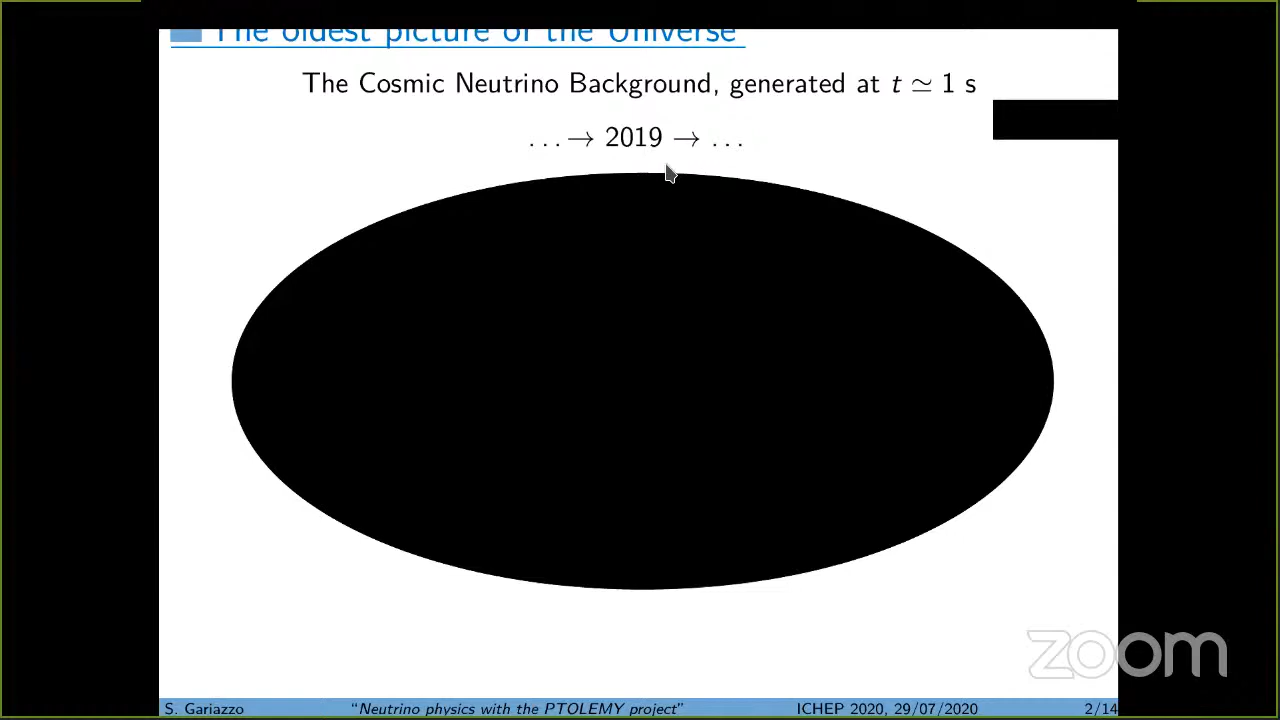 The oldest picture of the Universe
The Cosmic Neutrino Background, generated at t ≃ 1 s
. . . → 2019 → . . .
zoom
S. Gariazzo "Neutrino physics with the PTOLEMY project" ICHEP 2020, 29/07/2020 2/14